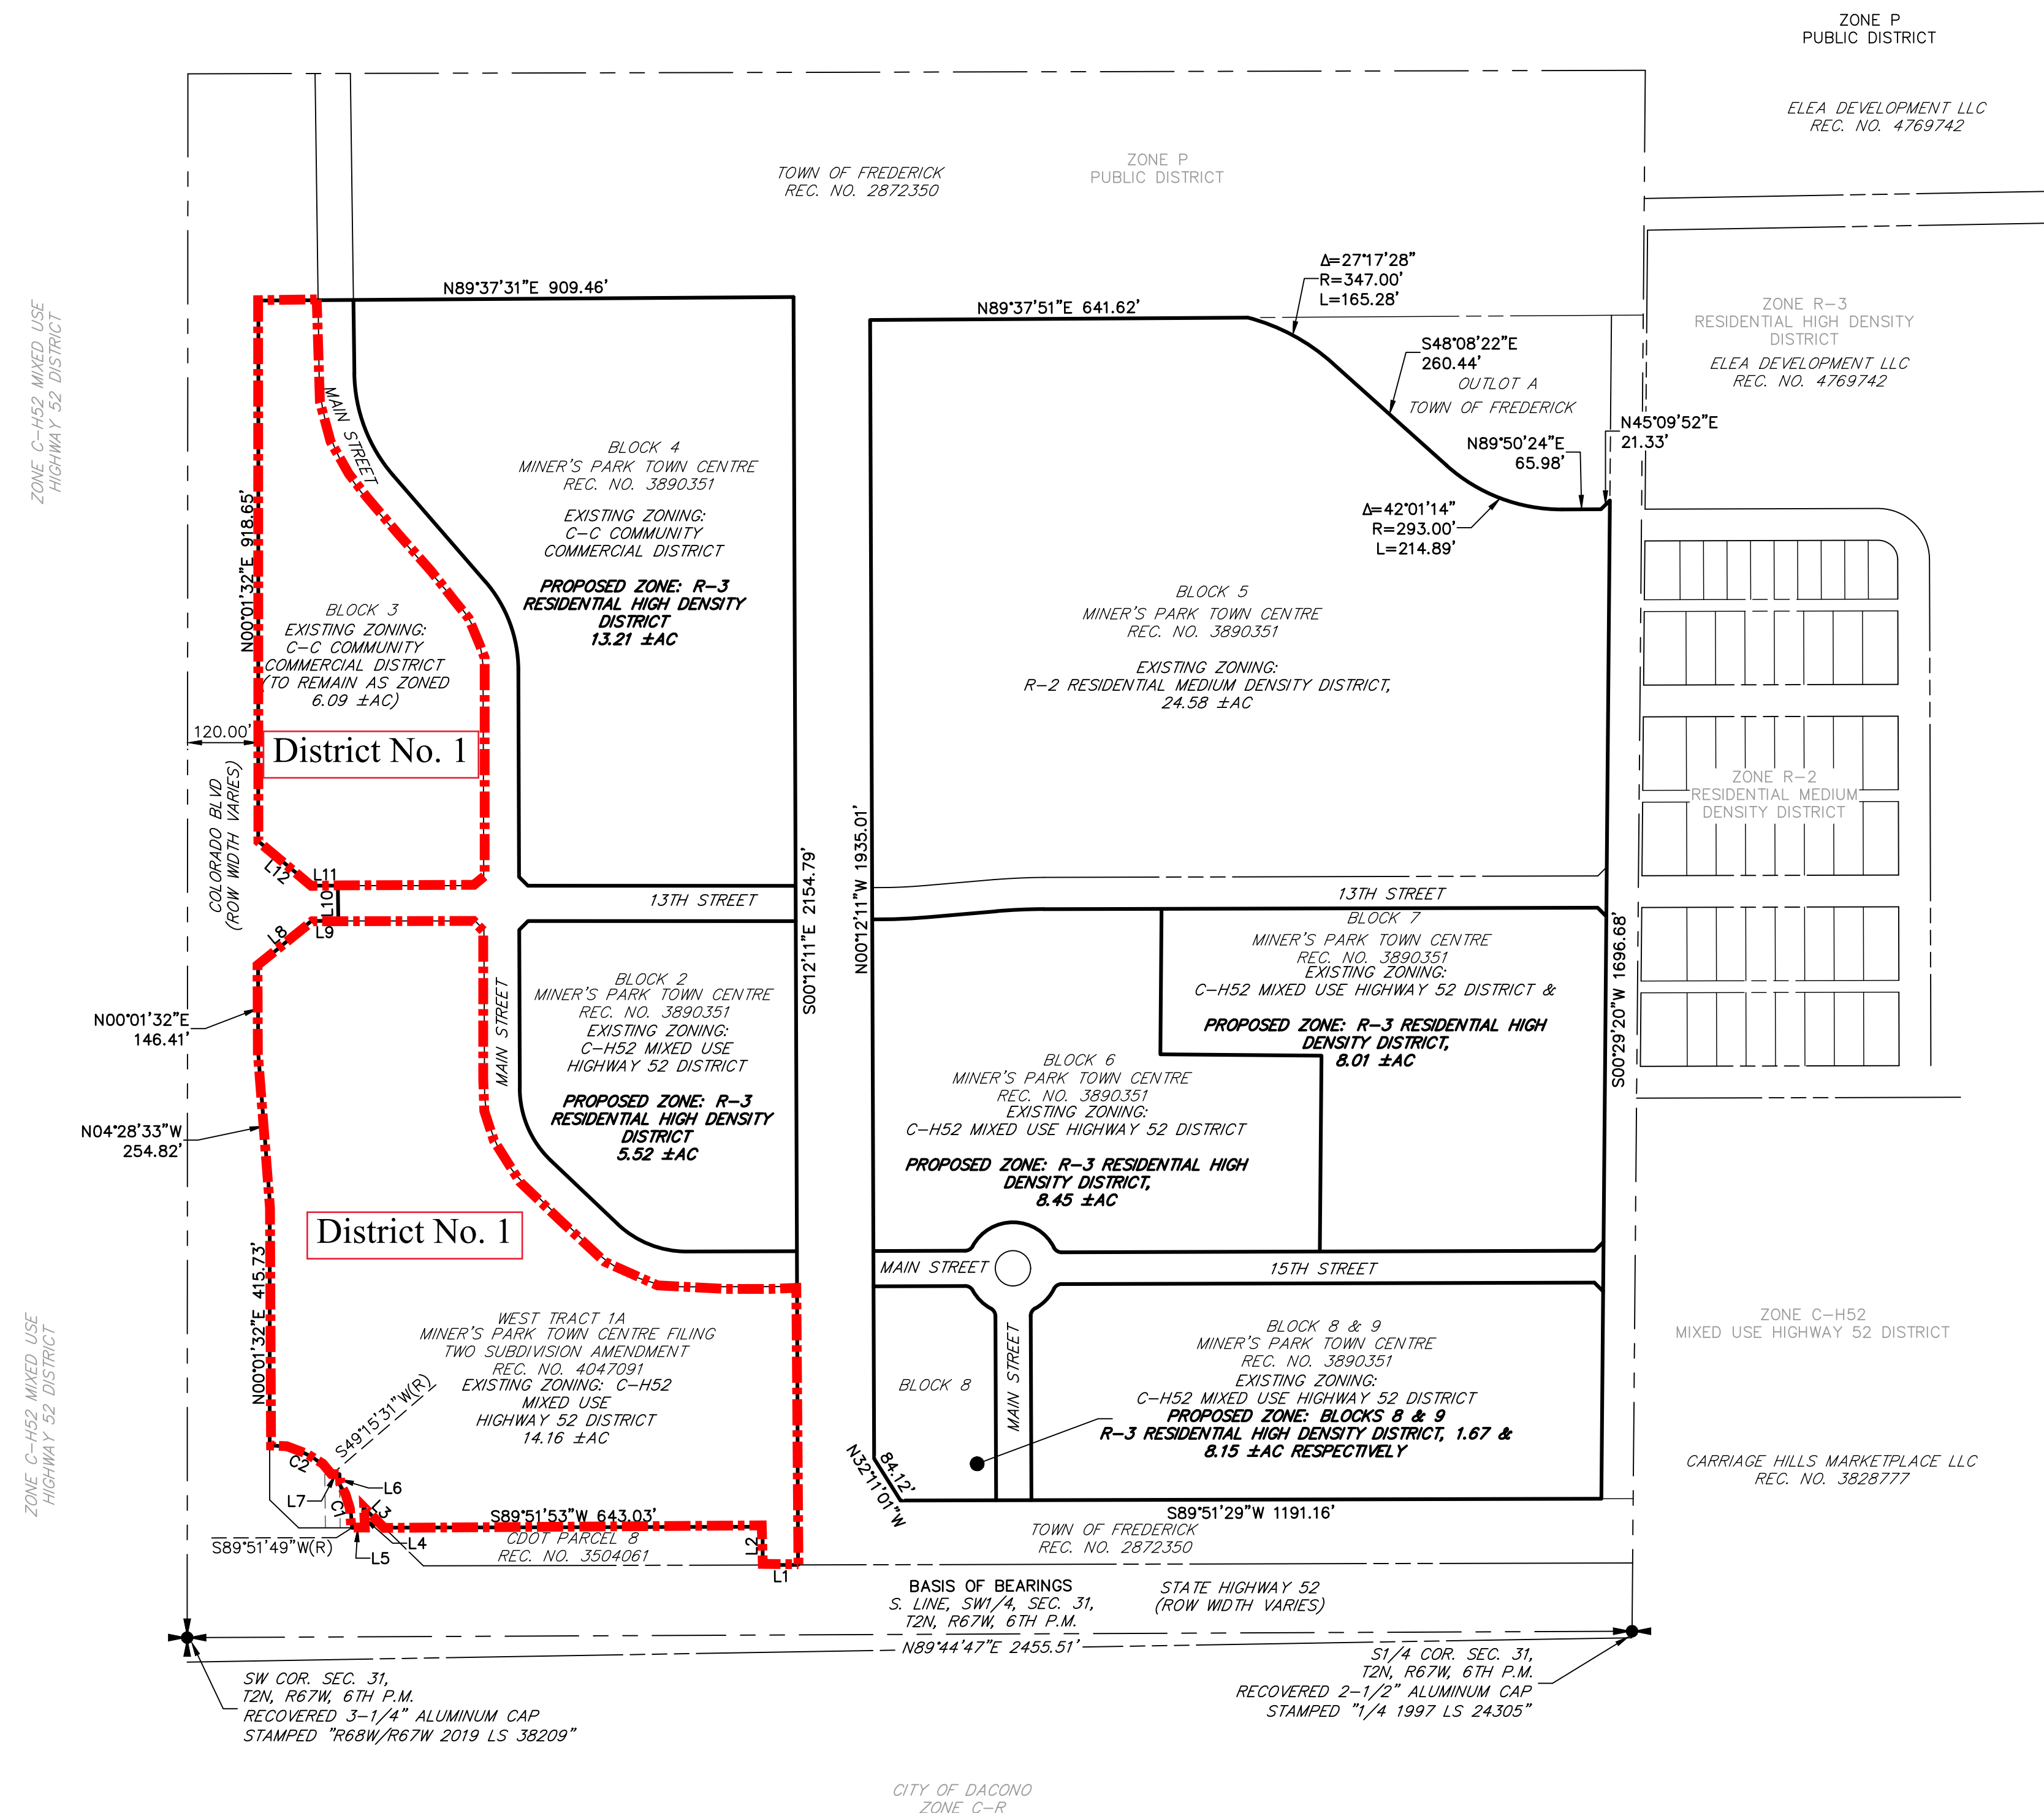 ZONE P
PUBLIC DISTRICT
ELEA DEVELOPMENT LLC
REC. NO. 4769742
TOWN OF FREDERICK
REC. NO. 2872350
ZONE P
PUBLIC DISTRICT
ZONE C-H52 MIXED USE
HIGHWAY 52 DISTRICT
N89°37'31"E 909.46'
N89°37'51"E 641.62'
Δ=27°17'28"
R=347.00'
L=165.28'
S48°08'22"E
260.44'
OUTLOT A
TOWN OF FREDERICK
ZONE R-3
RESIDENTIAL HIGH DENSITY
DISTRICT
ELEA DEVELOPMENT LLC
REC. NO. 4769742
N45°09'52"E
21.33'
N89°50'24"E
65.98'
Δ=42°01'14"
R=293.00'
L=214.89'
MAIN STREET
BLOCK 4
MINER'S PARK TOWN CENTRE
REC. NO. 3890351
EXISTING ZONING:
C-C COMMUNITY
COMMERCIAL DISTRICT
PROPOSED ZONE: R-3
RESIDENTIAL HIGH DENSITY
DISTRICT
13.21 ±AC
N00°01'32"E 918.65'
BLOCK 3
EXISTING ZONING:
C-C COMMUNITY
COMMERCIAL DISTRICT
(TO REMAIN AS ZONED
6.09 ±AC)
BLOCK 5
MINER'S PARK TOWN CENTRE
REC. NO. 3890351
EXISTING ZONING:
R-2 RESIDENTIAL MEDIUM DENSITY DISTRICT,
24.58 ±AC
120.00'
District No. 1
COLORADO BLVD
(ROW WIDTH VARIES)
ZONE R-2
RESIDENTIAL MEDIUM
DENSITY DISTRICT
L12
L11
L10
L9
L8
13TH STREET
S00°12'11"E 2154.79'
N00°12'11"W 1935.01'
13TH STREET
S00°29'20"W 1696.68'
BLOCK 7
MINER'S PARK TOWN CENTRE
REC. NO. 3890351
EXISTING ZONING:
C-H52 MIXED USE HIGHWAY 52 DISTRICT &
PROPOSED ZONE: R-3 RESIDENTIAL HIGH
DENSITY DISTRICT,
8.01 ±AC
N00°01'32"E
146.41'
N04°28'33"W
254.82'
MAIN STREET
BLOCK 2
MINER'S PARK TOWN CENTRE
REC. NO. 3890351
EXISTING ZONING:
C-H52 MIXED USE
HIGHWAY 52 DISTRICT
PROPOSED ZONE: R-3
RESIDENTIAL HIGH DENSITY
DISTRICT
5.52 ±AC
BLOCK 6
MINER'S PARK TOWN CENTRE
REC. NO. 3890351
EXISTING ZONING:
C-H52 MIXED USE HIGHWAY 52 DISTRICT
PROPOSED ZONE: R-3 RESIDENTIAL HIGH
DENSITY DISTRICT,
8.45 ±AC
District No. 1
N00°01'32"E 415.73'
MAIN STREET
15TH STREET
WEST TRACT 1A
MINER'S PARK TOWN CENTRE FILING
TWO SUBDIVISION AMENDMENT
REC. NO. 4047091
EXISTING ZONING: C-H52
MIXED USE
HIGHWAY 52 DISTRICT
14.16 ±AC
S49°15'31"W(R)
ZONE C-H52 MIXED USE
HIGHWAY 52 DISTRICT
BLOCK 8
MAIN STREET
BLOCK 8 & 9
MINER'S PARK TOWN CENTRE
REC. NO. 3890351
EXISTING ZONING:
C-H52 MIXED USE HIGHWAY 52 DISTRICT
PROPOSED ZONE: BLOCKS 8 & 9
R-3 RESIDENTIAL HIGH DENSITY DISTRICT, 1.67 &
8.15 ±AC RESPECTIVELY
ZONE C-H52
MIXED USE HIGHWAY 52 DISTRICT
CARRIAGE HILLS MARKETPLACE LLC
REC. NO. 3828777
C2
L7
L6
C1
L3
L4
L5
S89°51'49"W(R)
S89°51'53"W 643.03'
CDOT PARCEL 8
REC. NO. 3504061
L2
L1
84.12'
N32°11'01"W
S89°51'29"W 1191.16'
TOWN OF FREDERICK
REC. NO. 2872350
BASIS OF BEARINGS
S. LINE, SW1/4, SEC. 31,
T2N, R67W, 6TH P.M.
N89°44'47"E 2455.51'
STATE HIGHWAY 52
(ROW WIDTH VARIES)
SW COR. SEC. 31,
T2N, R67W, 6TH P.M.
RECOVERED 3-1/4" ALUMINUM CAP
STAMPED "R68W/R67W 2019 LS 38209"
S1/4 COR. SEC. 31,
T2N, R67W, 6TH P.M.
RECOVERED 2-1/2" ALUMINUM CAP
STAMPED "1/4 1997 LS 24305"
CITY OF DACONO
ZONE C-R